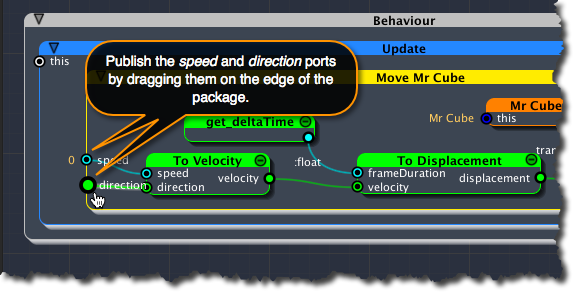 Behaviour
Update
this
Move Mr Cube
Publish the speed and direction ports
by dragging them on the edge of the
package.
get_deltaTime
Mr Cube
Mr Cube
this
0
speed
To Velocity
:float
To Displacement
tran
speed
velocity
frameDuration
displacement
direction
direction
velocity